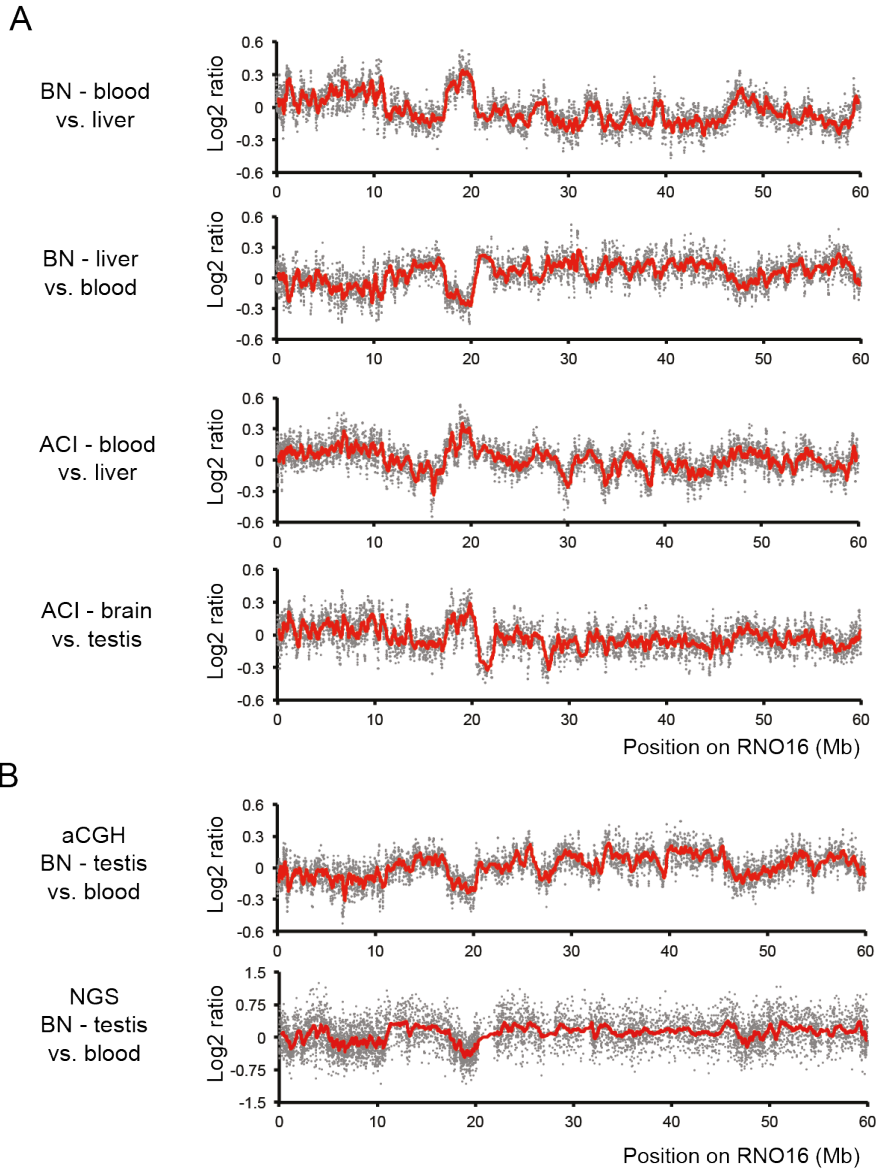 A
BN - blood
vs. liver
Log2 ratio
0.6
0.3
0
-0.3
-0.6
0 10 20 30 40 50 60
BN - liver
vs. blood
Log2 ratio
0.6
0.3
0
-0.3
-0.6
0 10 20 30 40 50 60
ACI - blood
vs. liver
Log2 ratio
0.6
0.3
0
-0.3
-0.6
0 10 20 30 40 50 60
ACI - brain
vs. testis
Log2 ratio
0.6
0.3
0
-0.3
-0.6
0 10 20 30 40 50 60
Position on RNO16 (Mb)
B
aCGH
BN - testis
vs. blood
Log2 ratio
0.6
0.3
0
-0.3
-0.6
0 10 20 30 40 50 60
NGS
BN - testis
vs. blood
Log2 ratio
1.5
0.75
0
-0.75
-1.5
0 10 20 30 40 50 60
Position on RNO16 (Mb)